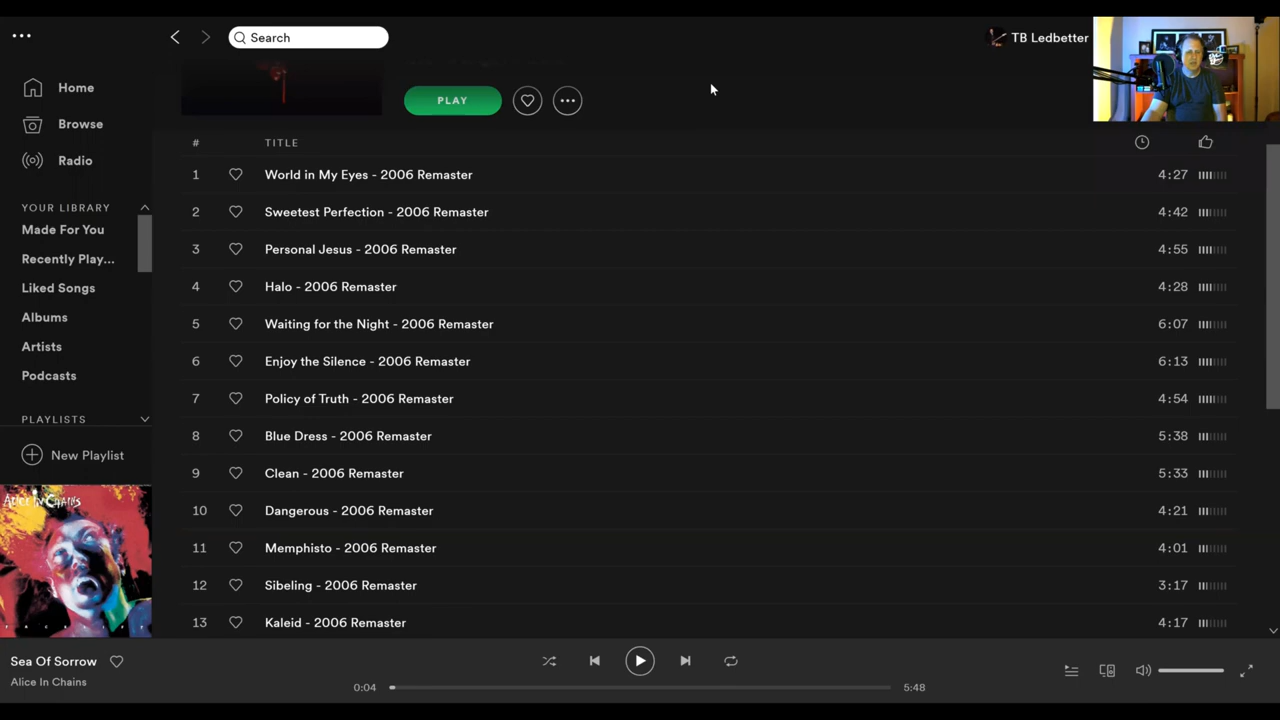 Search
TB Ledbetter
Home
Browse
Radio
YOUR LIBRARY
Made For You
Recently Play...
Liked Songs
Albums
Artists
Podcasts
PLAYLISTS
New Playlist
PLAY
# TITLE
1 World in My Eyes - 2006 Remaster 4:27
2 Sweetest Perfection - 2006 Remaster 4:42
3 Personal Jesus - 2006 Remaster 4:55
4 Halo - 2006 Remaster 4:28
5 Waiting for the Night - 2006 Remaster 6:07
6 Enjoy the Silence - 2006 Remaster 6:13
7 Policy of Truth - 2006 Remaster 4:54
8 Blue Dress - 2006 Remaster 5:38
9 Clean - 2006 Remaster 5:33
10 Dangerous - 2006 Remaster 4:21
11 Memphisto - 2006 Remaster 4:01
12 Sibeling - 2006 Remaster 3:17
13 Kaleid - 2006 Remaster 4:17
Alice In Chains
Sea Of Sorrow
Alice In Chains
0:04
5:48